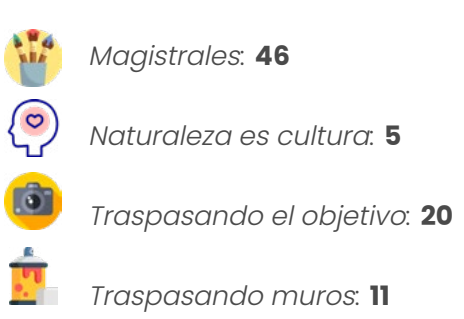 Magistrales: 46
Naturaleza es cultura: 5
Traspasando el objetivo: 20
Traspasando muros: 11